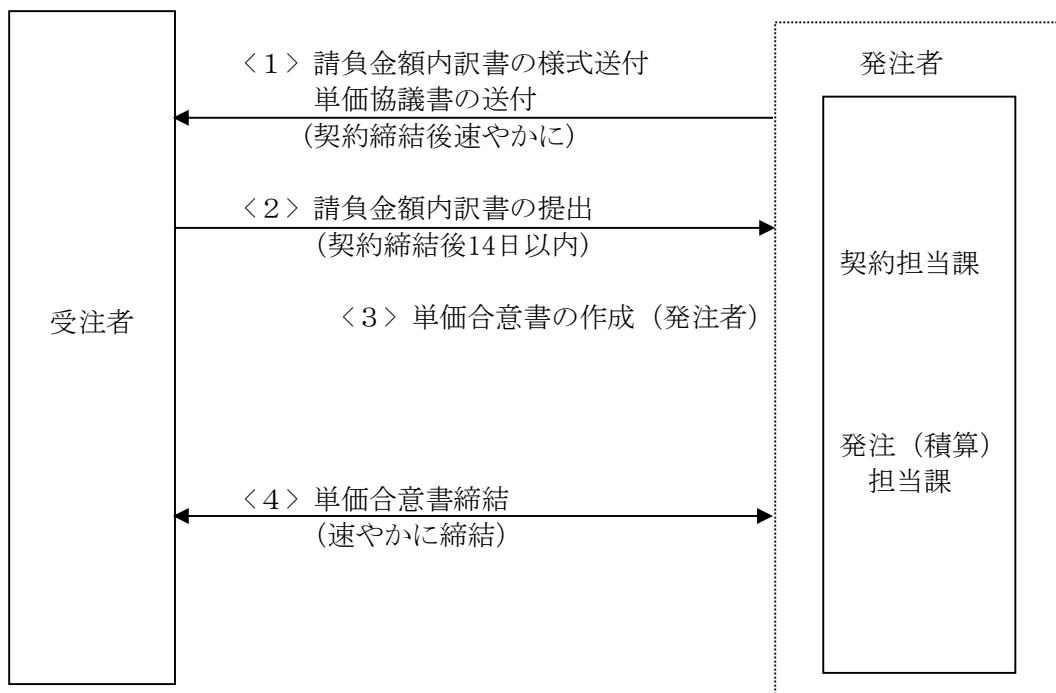 <１> 請負金額内訳書の様式送付
単価協議書の送付
(契約締結後速やかに)
発注者
<２> 請負金額内訳書の提出
(契約締結後14日以内)
契約担当課
受注者
<３> 単価合意書の作成（発注者）
発注（積算）
担当課
<４> 単価合意書締結
(速やかに締結)